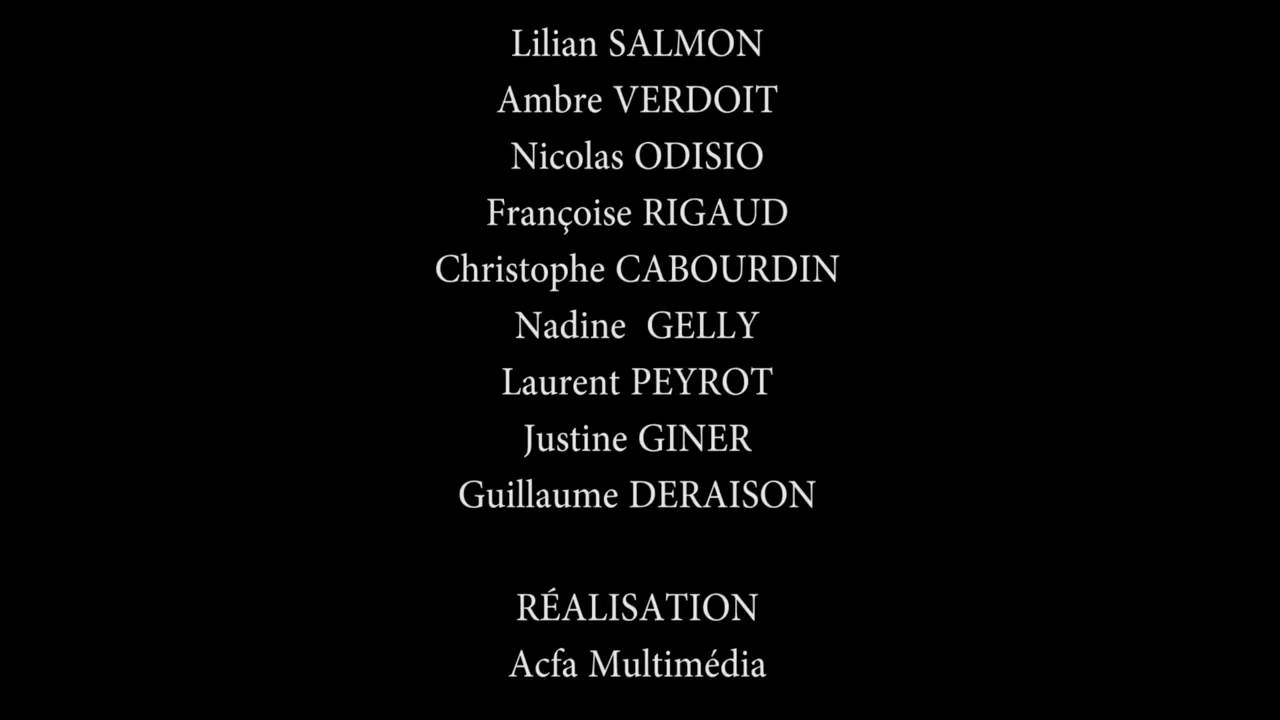 Lilian SALMON
Ambre VERDOIT
Nicolas ODISIO
Françoise RIGAUD
Christophe CABOURDIN
Nadine  GELLY
Laurent PEYROT
Justine GINER
Guillaume DERAISON
RÉALISATION
Acfa Multimédia